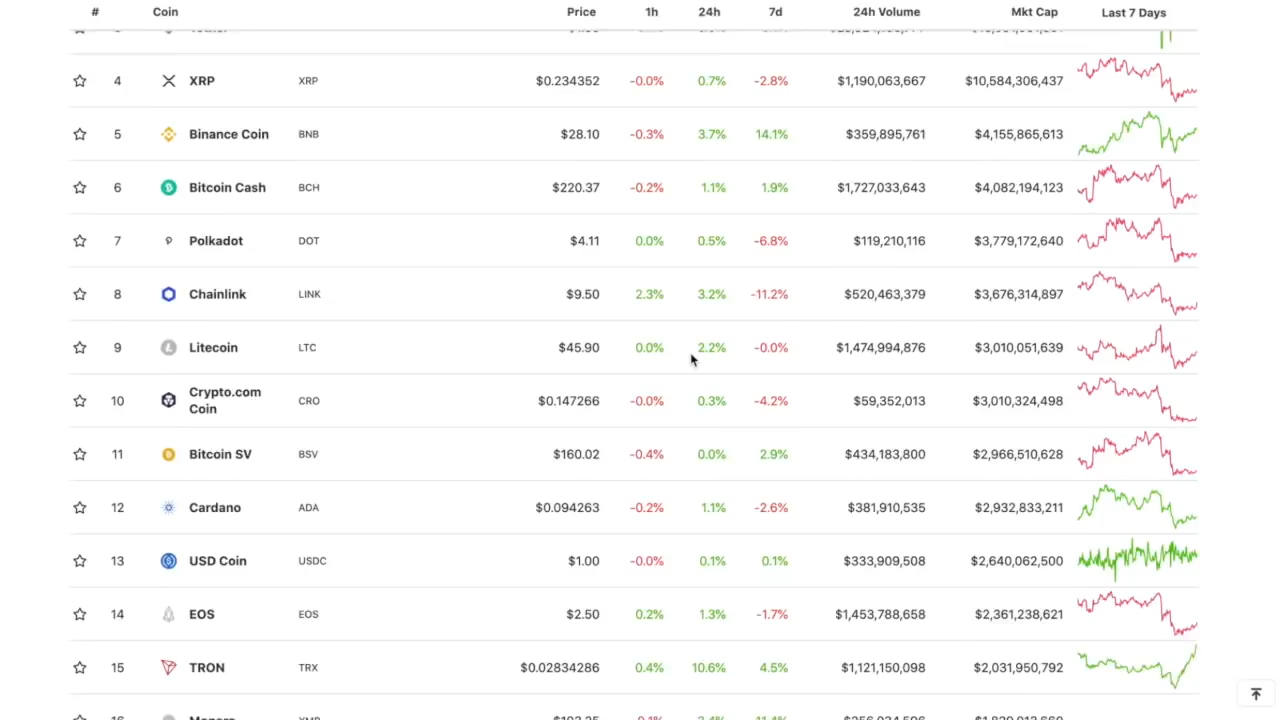 # Coin Price 1h 24h 7d 24h Volume Mkt Cap Last 7 Days
4 XRP XRP $0.234352 -0.0% 0.7% -2.8% $1,190,063,667 $10,584,306,437
5 Binance Coin BNB $28.10 -0.3% 3.7% 14.1% $359,895,761 $4,155,865,613
6 Bitcoin Cash BCH $220.37 -0.2% 1.1% 1.9% $1,727,033,643 $4,082,194,123
7 Polkadot DOT $4.11 0.0% 0.5% -6.8% $119,210,116 $3,779,172,640
8 Chainlink LINK $9.50 2.3% 3.2% -11.2% $520,463,379 $3,676,314,897
9 Litecoin LTC $45.90 0.0% 2.2% -0.0% $1,474,994,876 $3,010,051,639
10 Crypto.com Coin CRO $0.147266 -0.0% 0.3% -4.2% $59,352,013 $3,010,324,498
11 Bitcoin SV BSV $160.02 -0.4% 0.0% 2.9% $434,183,800 $2,966,510,628
12 Cardano ADA $0.094263 -0.2% 1.1% -2.6% $381,910,535 $2,932,833,211
13 USD Coin USDC $1.00 -0.0% 0.1% 0.1% $333,909,508 $2,640,062,500
14 EOS EOS $2.50 0.2% 1.3% -1.7% $1,453,788,658 $2,361,238,621
15 TRON TRX $0.02834286 0.4% 10.6% 4.5% $1,121,150,098 $2,031,950,792